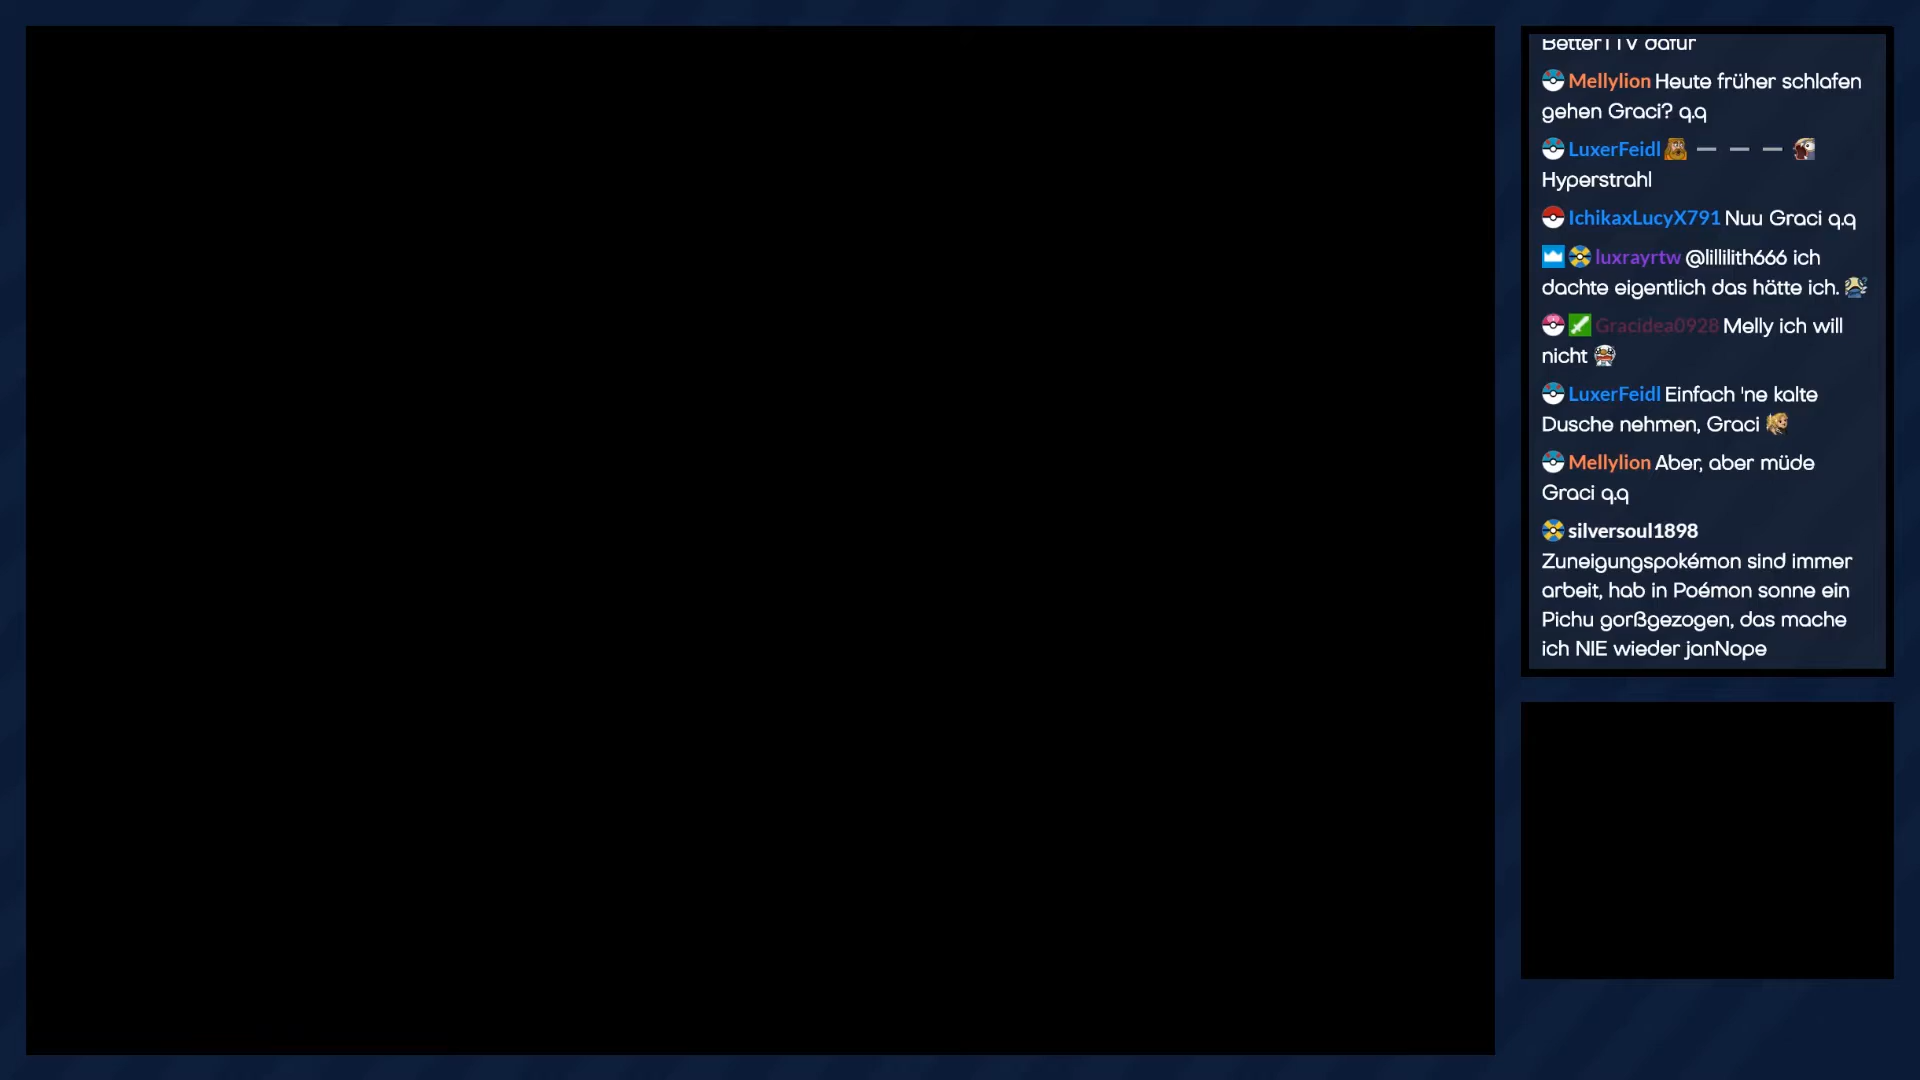 BetterTTV dafür
Mellylion Heute früher schlafen
gehen Graci? q.q
LuxerFeidl — — —
Hyperstrahl
IchikaxLucyX791 Nuu Graci q.q
luxrayrtw @lillilith666 ich
dachte eigentlich das hätte ich.
Gracidea0928 Melly ich will
nicht
LuxerFeidl Einfach 'ne kalte
Dusche nehmen, Graci
Mellylion Aber, aber müde
Graci q.q
silversoul1898
Zuneigungspokémon sind immer
arbeit, hab in Poémon sonne ein
Pichu gorßgezogen, das mache
ich NIE wieder janNope